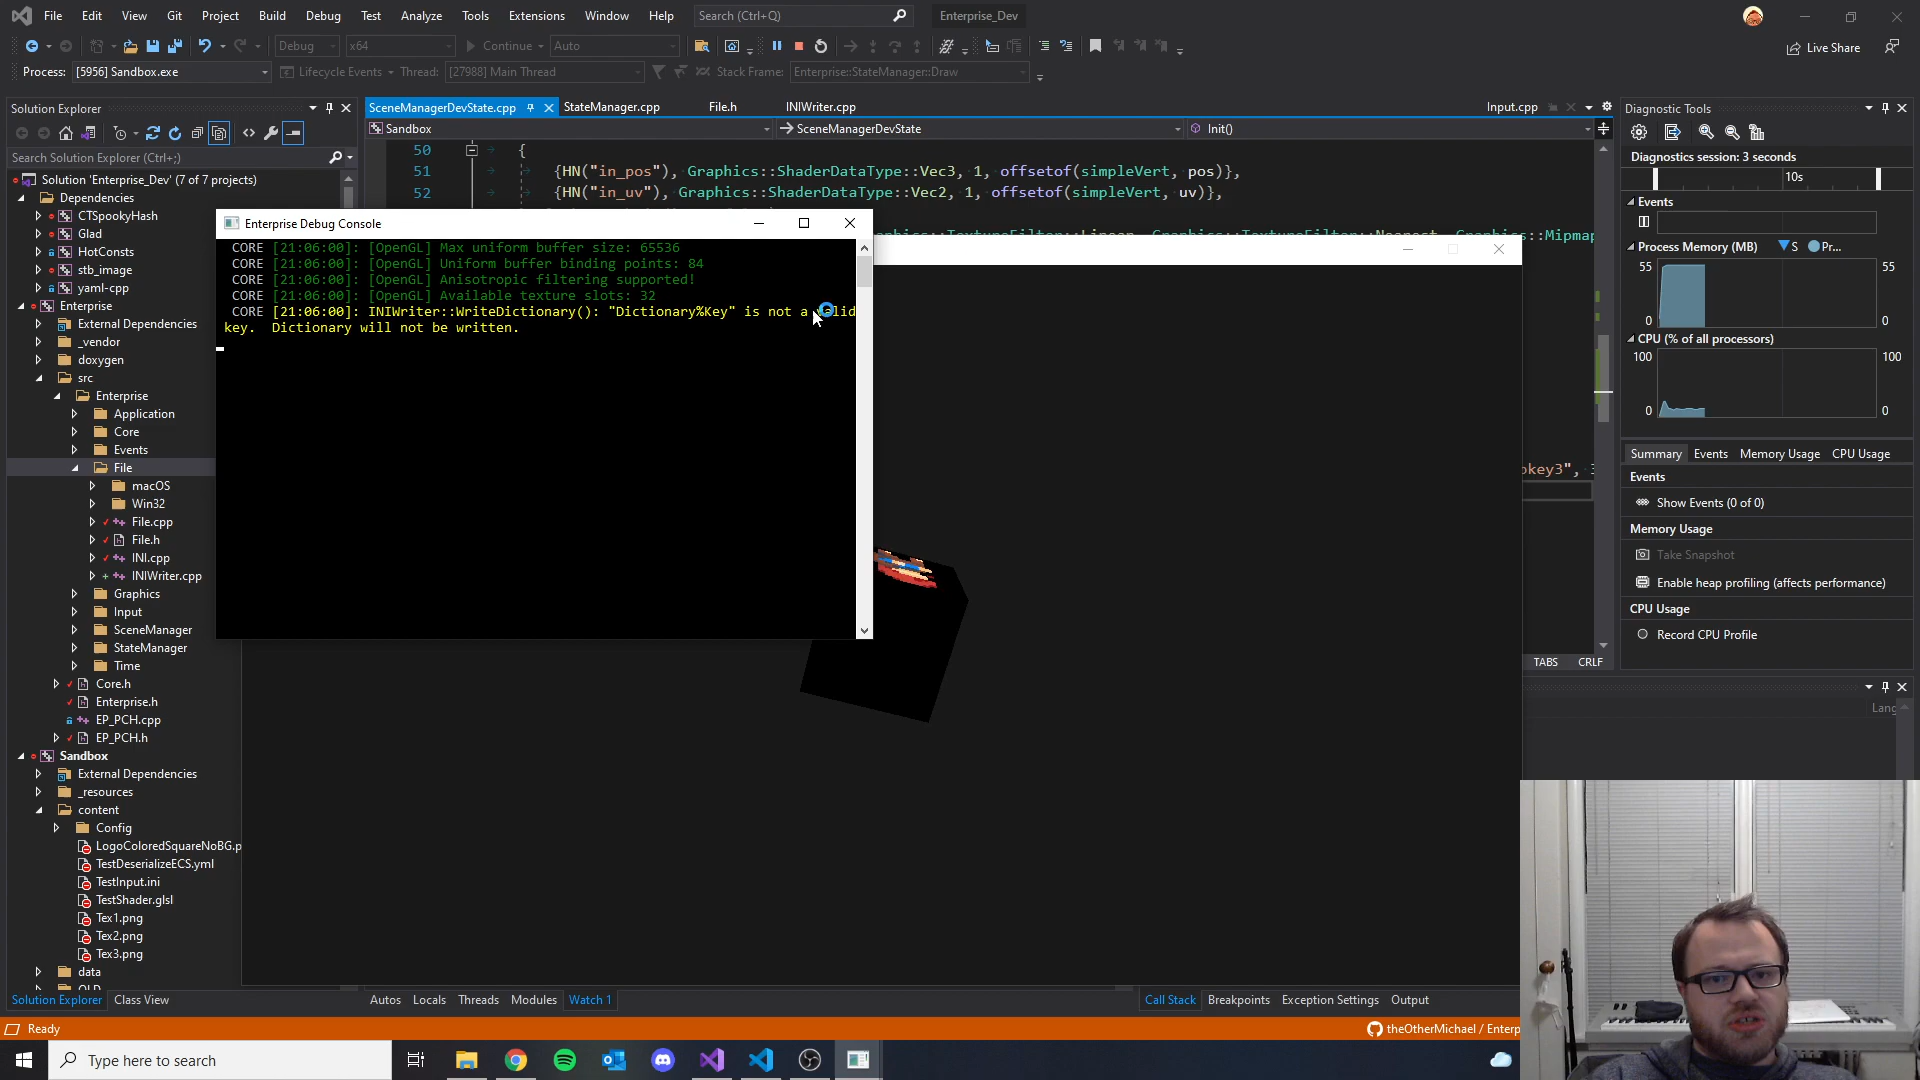 File Edit View Git Project Build Debug Test Analyze Tools Extensions Window Help Search (Ctrl+Q) Enterprise_Dev
Debug x64 Continue Auto Live Share
Process: [5956] Sandbox.exe Lifecycle Events Thread: [27988] Main Thread Stack Frame: Enterprise::StateManager::Draw
Solution Explorer
Search Solution Explorer (Ctrl+;)
Solution 'Enterprise_Dev' (7 of 7 projects)
Dependencies
CTSpookyHash
Glad
HotConsts
stb_image
yaml-cpp
Enterprise
External Dependencies
_vendor
doxygen
src
Enterprise
Application
Core
Events
File
macOS
Win32
File.cpp
File.h
INI.cpp
INIWriter.cpp
Graphics
Input
SceneManager
StateManager
Time
Core.h
Enterprise.h
EP_PCH.cpp
EP_PCH.h
Sandbox
External Dependencies
_resources
content
Config
LogoColoredSquareNoBG.p
TestDeserializeECS.yml
TestInput.ini
TestShader.glsl
Tex1.png
Tex2.png
Tex3.png
data
Solution Explorer Class View
SceneManagerDevState.cpp StateManager.cpp File.h INIWriter.cpp Input.cpp
Sandbox SceneManagerDevState Init()
50 {
51 {HN("in_pos"), Graphics::ShaderDataType::Vec3, 1, offsetof(simpleVert, pos)},
52 {HN("in_uv"), Graphics::ShaderDataType::Vec2, 1, offsetof(simpleVert, uv)},
Enterprise Debug Console
CORE [21:06:00]: [OpenGL] Max uniform buffer size: 65536
CORE [21:06:00]: [OpenGL] Uniform buffer binding points: 84
CORE [21:06:00]: [OpenGL] Anisotropic filtering supported!
CORE [21:06:00]: [OpenGL] Available texture slots: 32
CORE [21:06:00]: INIWriter::WriteDictionary(): "Dictionary%Key" is not a valid
key. Dictionary will not be written.
okey3", 3
TABS CRLF
Lang
Autos Locals Threads Modules Watch 1
Call Stack Breakpoints Exception Settings Output
Diagnostic Tools
Diagnostics session: 3 seconds
10s
Events
Process Memory (MB) S Pr...
55 55
0 0
CPU (% of all processors)
100 100
0 0
Summary Events Memory Usage CPU Usage
Events
Show Events (0 of 0)
Memory Usage
Take Snapshot
Enable heap profiling (affects performance)
CPU Usage
Record CPU Profile
Ready theOtherMichael / Enterp
Type here to search